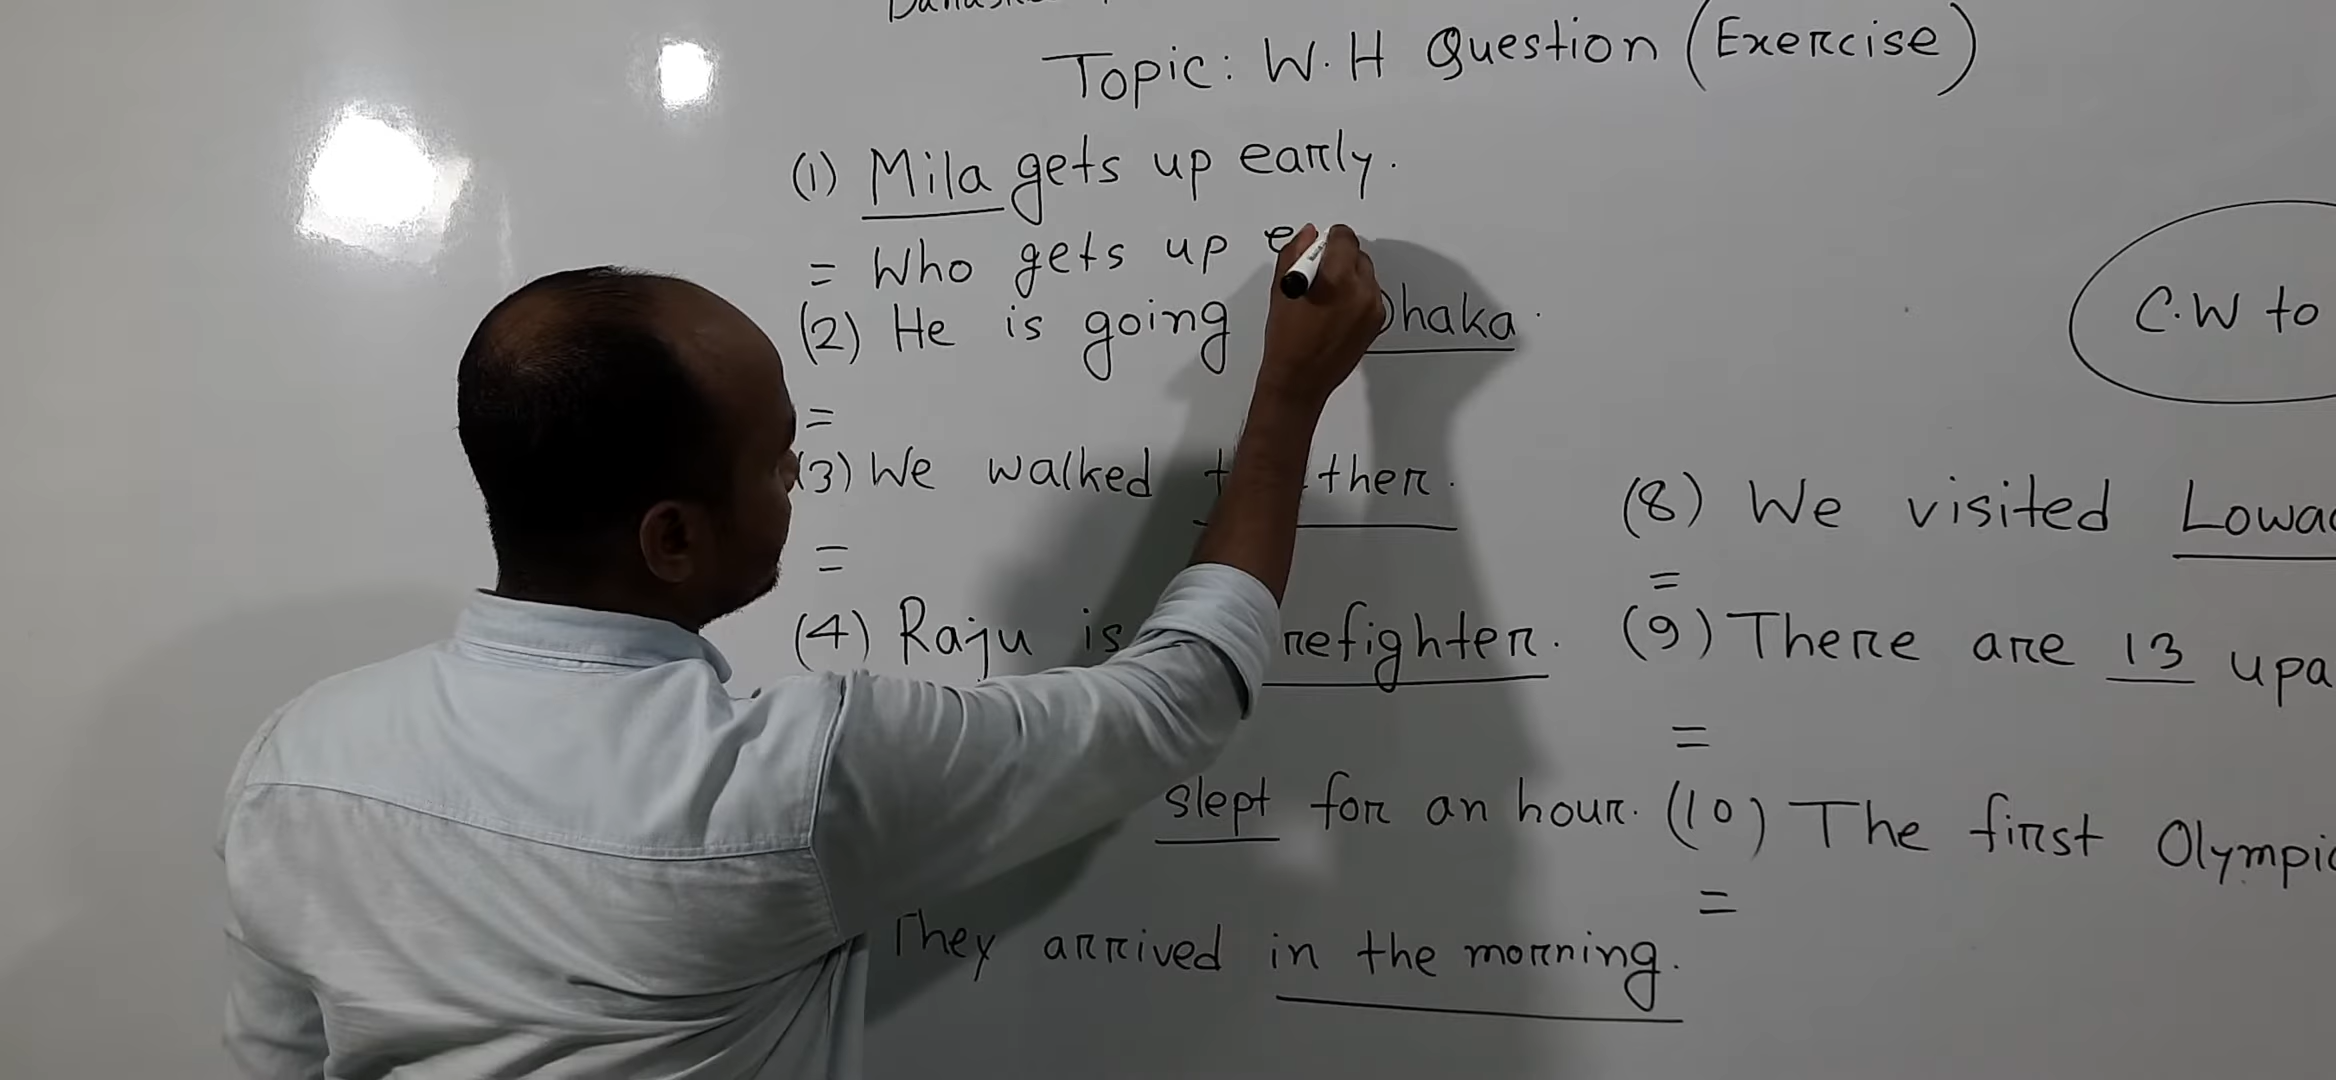 Topic: W.H Question (Exercise)
(1) Mila gets up early.
= Who gets up
(2) He is going Dhaka.
=
(3) We walked
=
(4) Raju is
slept for an hour.
They arrived in the morning.
C.W to
(8) We visited
=
(9) There are 13
=
(10) The first
=